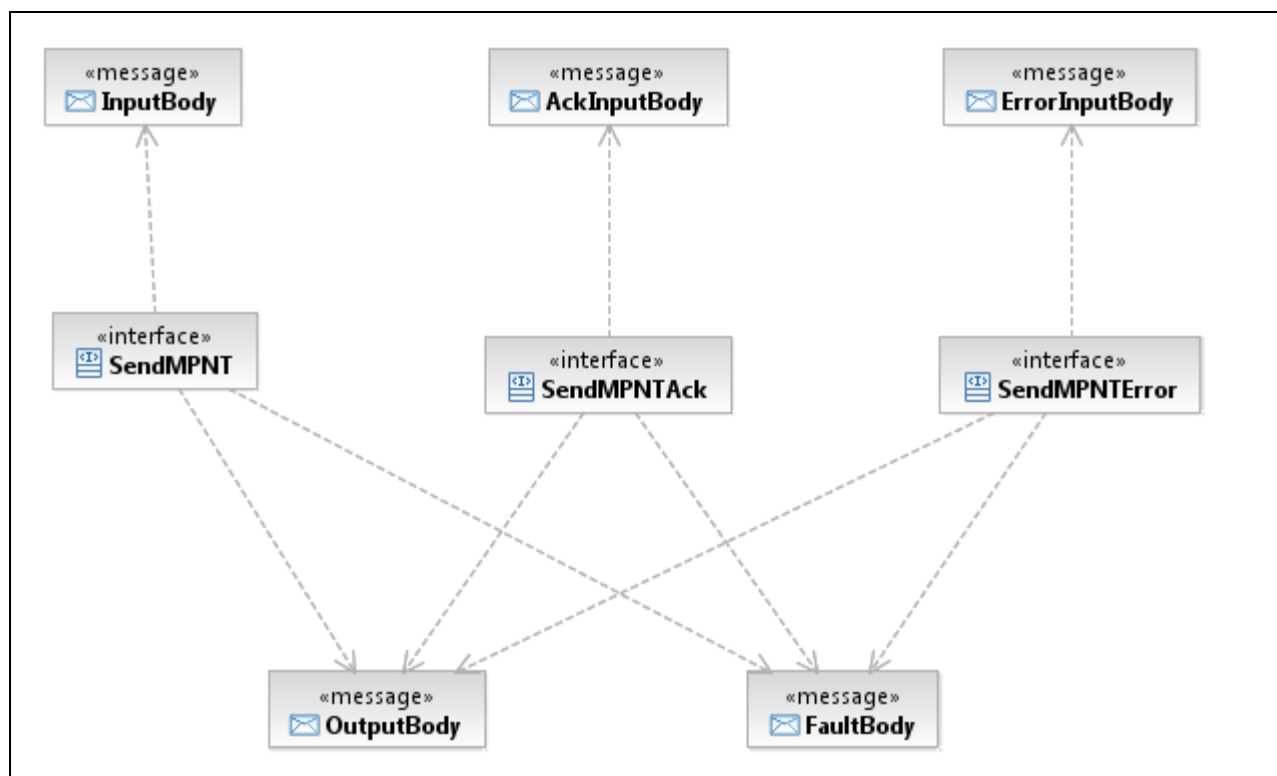 «message»
InputBody
«message»
AckInputBody
«message»
ErrorInputBody
«interface»
<I>
SendMPNT
«interface»
<I>
SendMPNTAck
«interface»
<I>
SendMPNTError
«message»
OutputBody
«message»
FaultBody